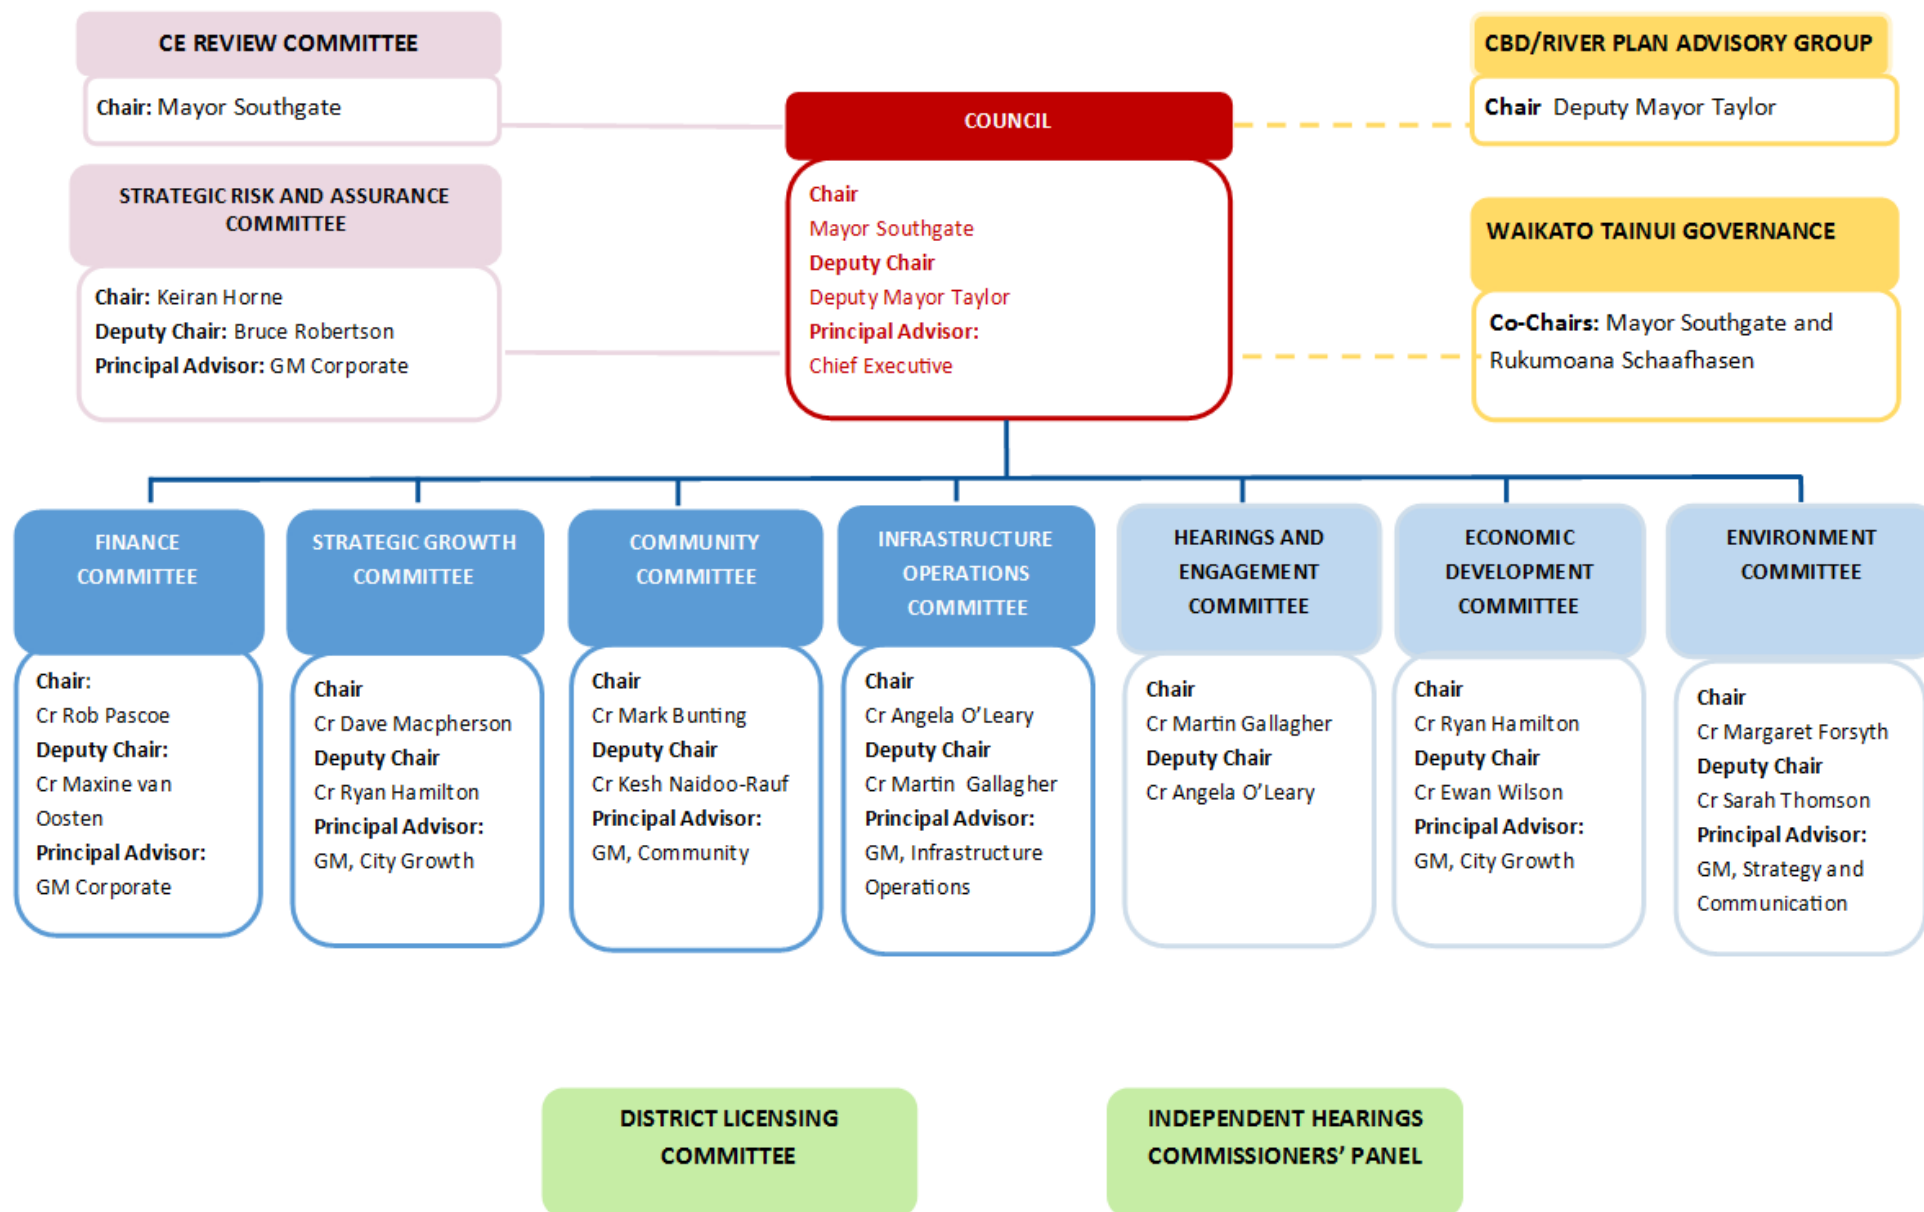 CE REVIEW COMMITTEE
Chair: Mayor Southgate
STRATEGIC RISK AND ASSURANCE
COMMITTEE
Chair: Keiran Horne
Deputy Chair: Bruce Robertson
Principal Advisor: GM Corporate
COUNCIL
Chair
Mayor Southgate
Deputy Chair
Deputy Mayor Taylor
Principal Advisor:
Chief Executive
CBD/RIVER PLAN ADVISORY GROUP
Chair Deputy Mayor Taylor
WAIKATO TAINUI GOVERNANCE
Co-Chairs: Mayor Southgate and
Rukumoana Schaafhasen
FINANCE
COMMITTEE
Chair:
Cr Rob Pascoe
Deputy Chair:
Cr Maxine van
Oosten
Principal Advisor:
GM Corporate
STRATEGIC GROWTH
COMMITTEE
Chair
Cr Dave Macpherson
Deputy Chair
Cr Ryan Hamilton
Principal Advisor:
GM, City Growth
COMMUNITY
COMMITTEE
Chair
Cr Mark Bunting
Deputy Chair
Cr Kesh Naidoo-Rauf
Principal Advisor:
GM, Community
INFRASTRUCTURE
OPERATIONS
COMMITTEE
Chair
Cr Angela O’Leary
Deputy Chair
Cr Martin Gallagher
Principal Advisor:
GM, Infrastructure
Operations
HEARINGS AND
ENGAGEMENT
COMMITTEE
Chair
Cr Martin Gallagher
Deputy Chair
Cr Angela O’Leary
ECONOMIC
DEVELOPMENT
COMMITTEE
Chair
Cr Ryan Hamilton
Deputy Chair
Cr Ewan Wilson
Principal Advisor:
GM, City Growth
ENVIRONMENT
COMMITTEE
Chair
Cr Margaret Forsyth
Deputy Chair
Cr Sarah Thomson
Principal Advisor:
GM, Strategy and
Communication
DISTRICT LICENSING
COMMITTEE
INDEPENDENT HEARINGS
COMMISSIONERS’ PANEL